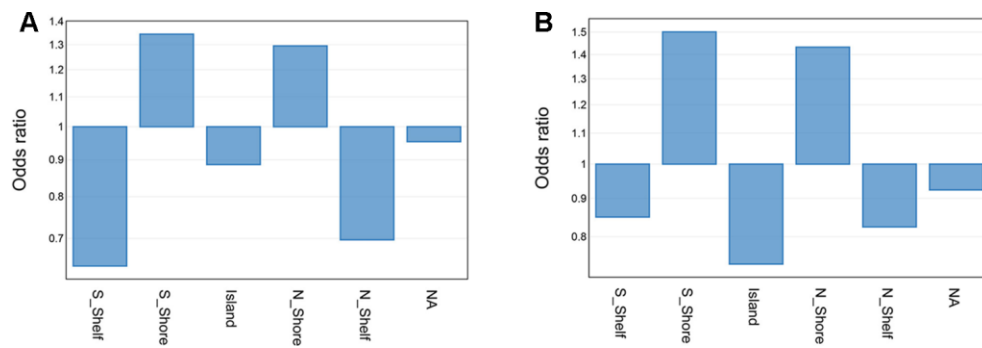 A
Odds ratio
1.4
1.3
1.2
1.1
1
0.9
0.8
0.7
S_Shelf
S_Shore
Island
N_Shore
N_Shelf
NA
B
Odds ratio
1.5
1.4
1.3
1.2
1.1
1
0.9
0.8
S_Shelf
S_Shore
Island
N_Shore
N_Shelf
NA